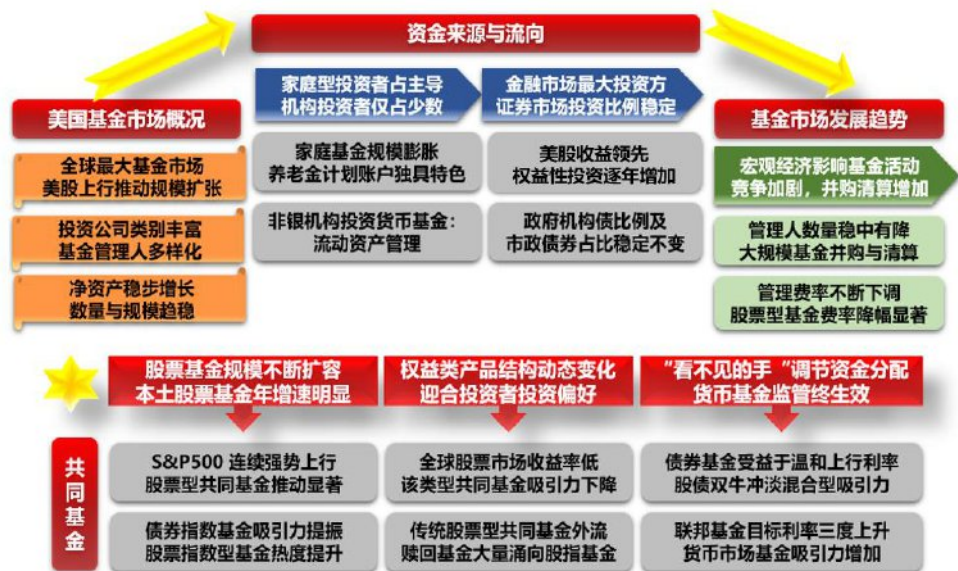 资金来源与流向
美国基金市场概况
全球最大基金市场
美股上行推动规模扩张
投资公司类别丰富
基金管理人多样化
净资产稳步增长
数量与规模趋稳
家庭型投资者占主导
机构投资者仅占少数
家庭基金规模膨胀
养老金计划账户独具特色
非银机构投资货币基金：
流动资产管理
金融市场最大投资方
证券市场投资比例稳定
美股收益领先
权益性投资逐年增加
政府机构债比例及
市政债券占比稳定不变
基金市场发展趋势
宏观经济影响基金活动
竞争加剧，并购清算增加
管理人数量稳中有降
大规模基金并购与清算
管理费率不断下调
股票型基金费率降幅显著
共同基金
股票基金规模不断扩容
本土股票基金年增速明显
S&P500 连续强势上行
股票型共同基金推动显著
债券指数基金吸引力提振
股票指数型基金热度提升
权益类产品结构动态变化
迎合投资者投资偏好
全球股票市场收益率低
该类型共同基金吸引力下降
传统股票型共同基金外流
赎回基金大量涌向股指基金
“看不见的手 “调节资金分配
货币基金监管终生效
债券基金受益于温和上行利率
股债双牛冲淡混合型吸引力
联邦基金目标利率三度上升
货币市场基金吸引力增加